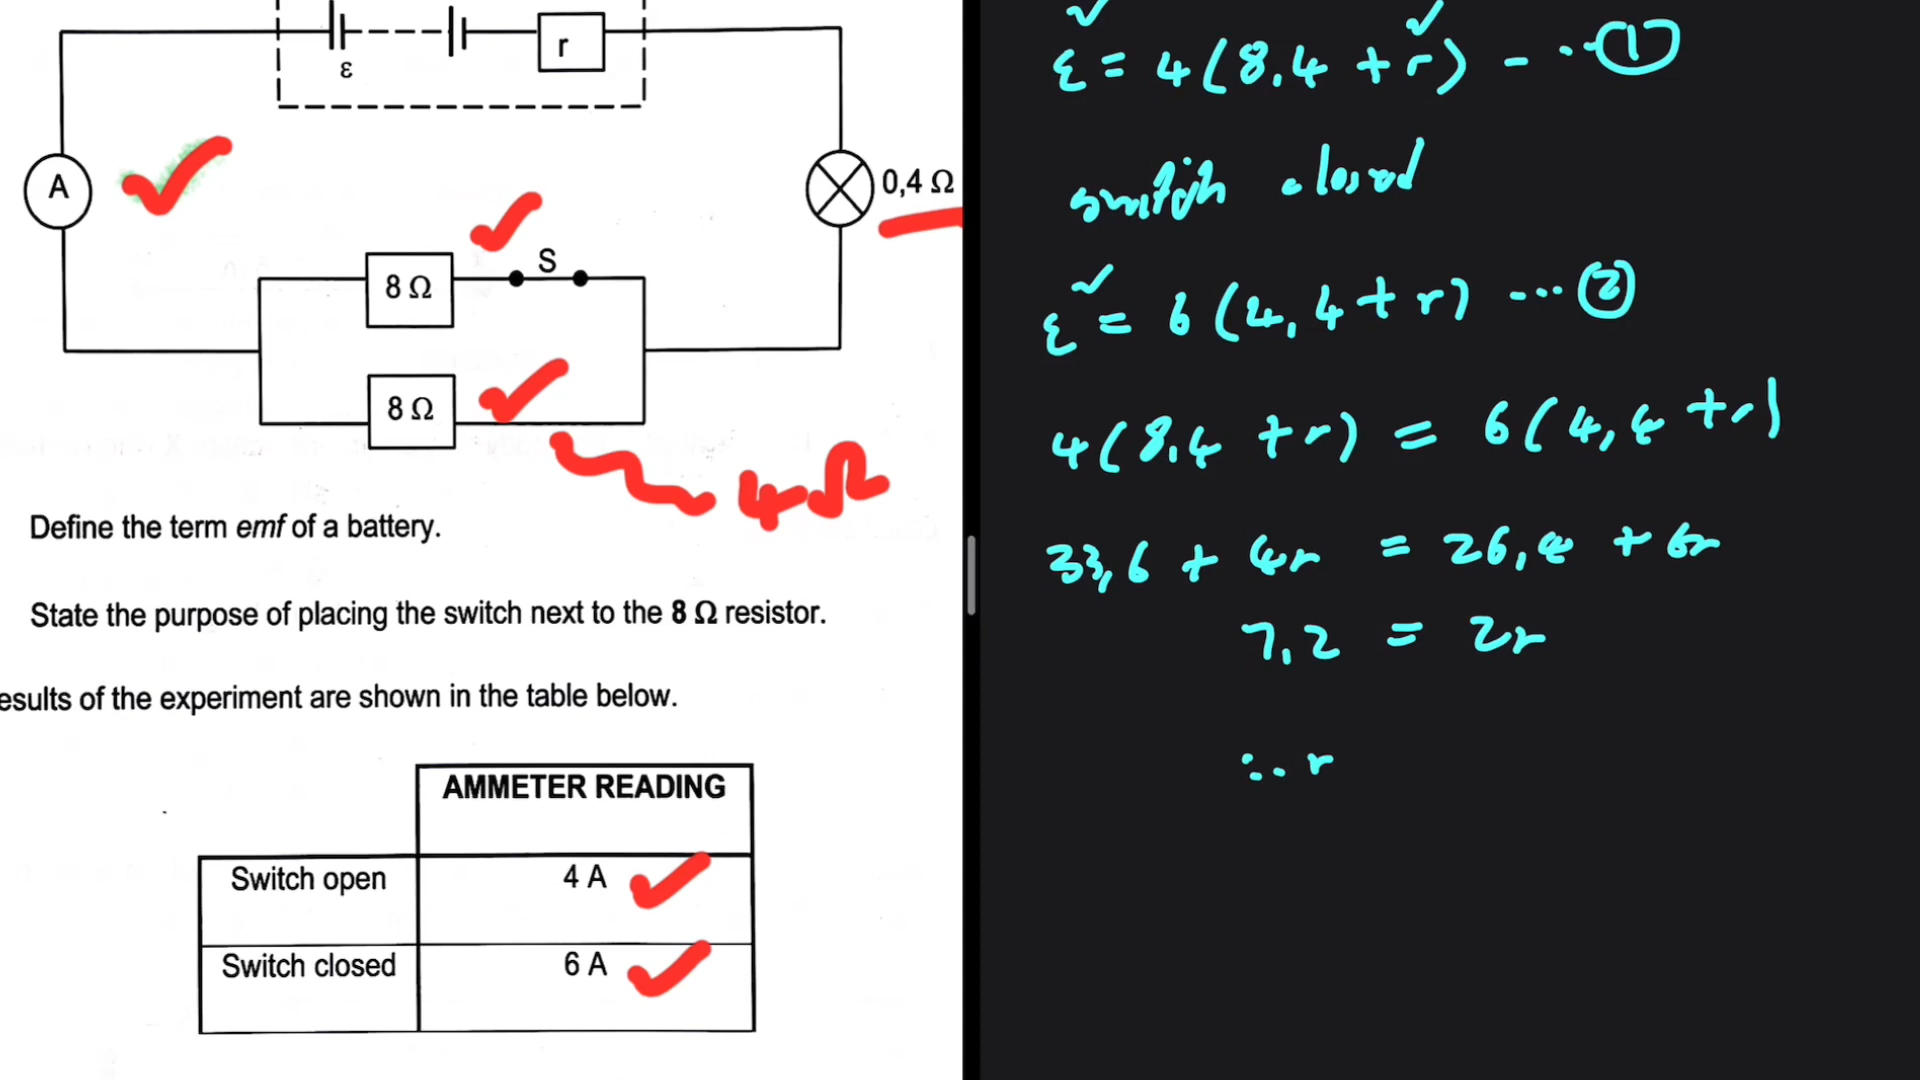 r
ε
A
0,4 Ω
S
8 Ω
8 Ω
4Ω
Define the term emf of a battery.
State the purpose of placing the switch next to the 8 Ω resistor.
esults of the experiment are shown in the table below.
AMMETER READING
Switch open 4 A
Switch closed 6 A
ε = 4(8,4 + r) - ·· ①
switch closed
ε = 6(4,4 + r) --·· ②
4(8,4 + r) = 6(4,4 + r)
33,6 + 4r = 26,4 + 6r
7,2 = 2r
∴ r